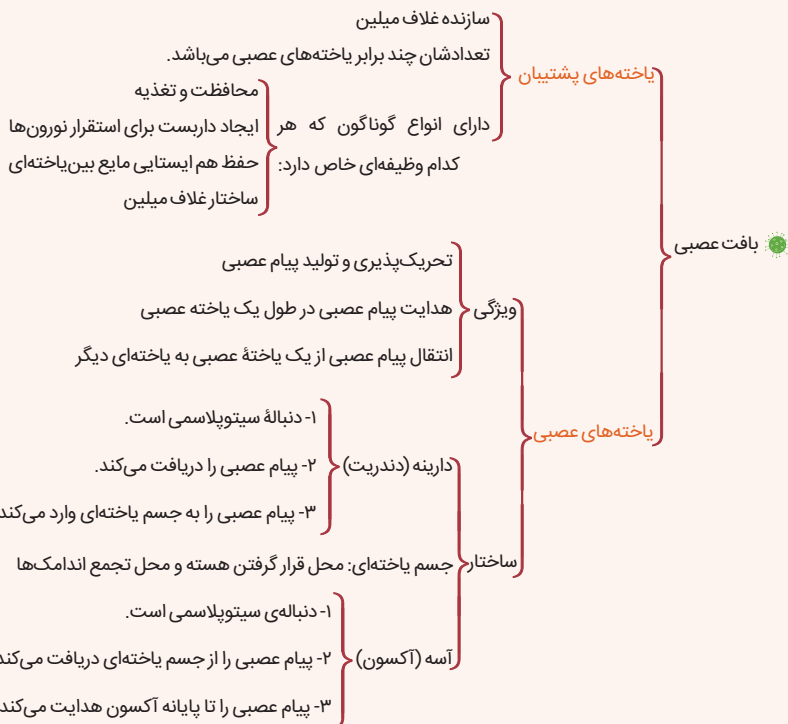 بافت عصبی
یاخته‌های پشتیبان
سازنده غلاف میلین
تعدادشان چند برابر یاخته‌های عصبی می‌باشد.
دارای انواع گوناگون که هر
کدام وظیفه‌ای خاص دارد:
محافظت و تغذیه
ایجاد داربست برای استقرار نورون‌ها
حفظ هم ایستایی مایع بین‌یاخته‌ای
ساختار غلاف میلین
یاخته‌های عصبی
ویژگی
تحریک‌پذیری و تولید پیام عصبی
هدایت پیام عصبی در طول یک یاخته عصبی
انتقال پیام عصبی از یک یاختهٔ عصبی به یاخته‌ای دیگر
ساختار
دارینه (دندریت)
۱- دنبالهٔ سیتوپلاسمی است.
۲- پیام عصبی را دریافت می‌کند.
۳- پیام عصبی را به جسم یاخته‌ای وارد می‌کند
جسم یاخته‌ای: محل قرار گرفتن هسته و محل تجمع اندامک‌ها
آسه (آکسون)
۱- دنباله‌ی سیتوپلاسمی است.
۲- پیام عصبی را از جسم یاخته‌ای دریافت می‌کند
۳- پیام عصبی را تا پایانه آکسون هدایت می‌کند